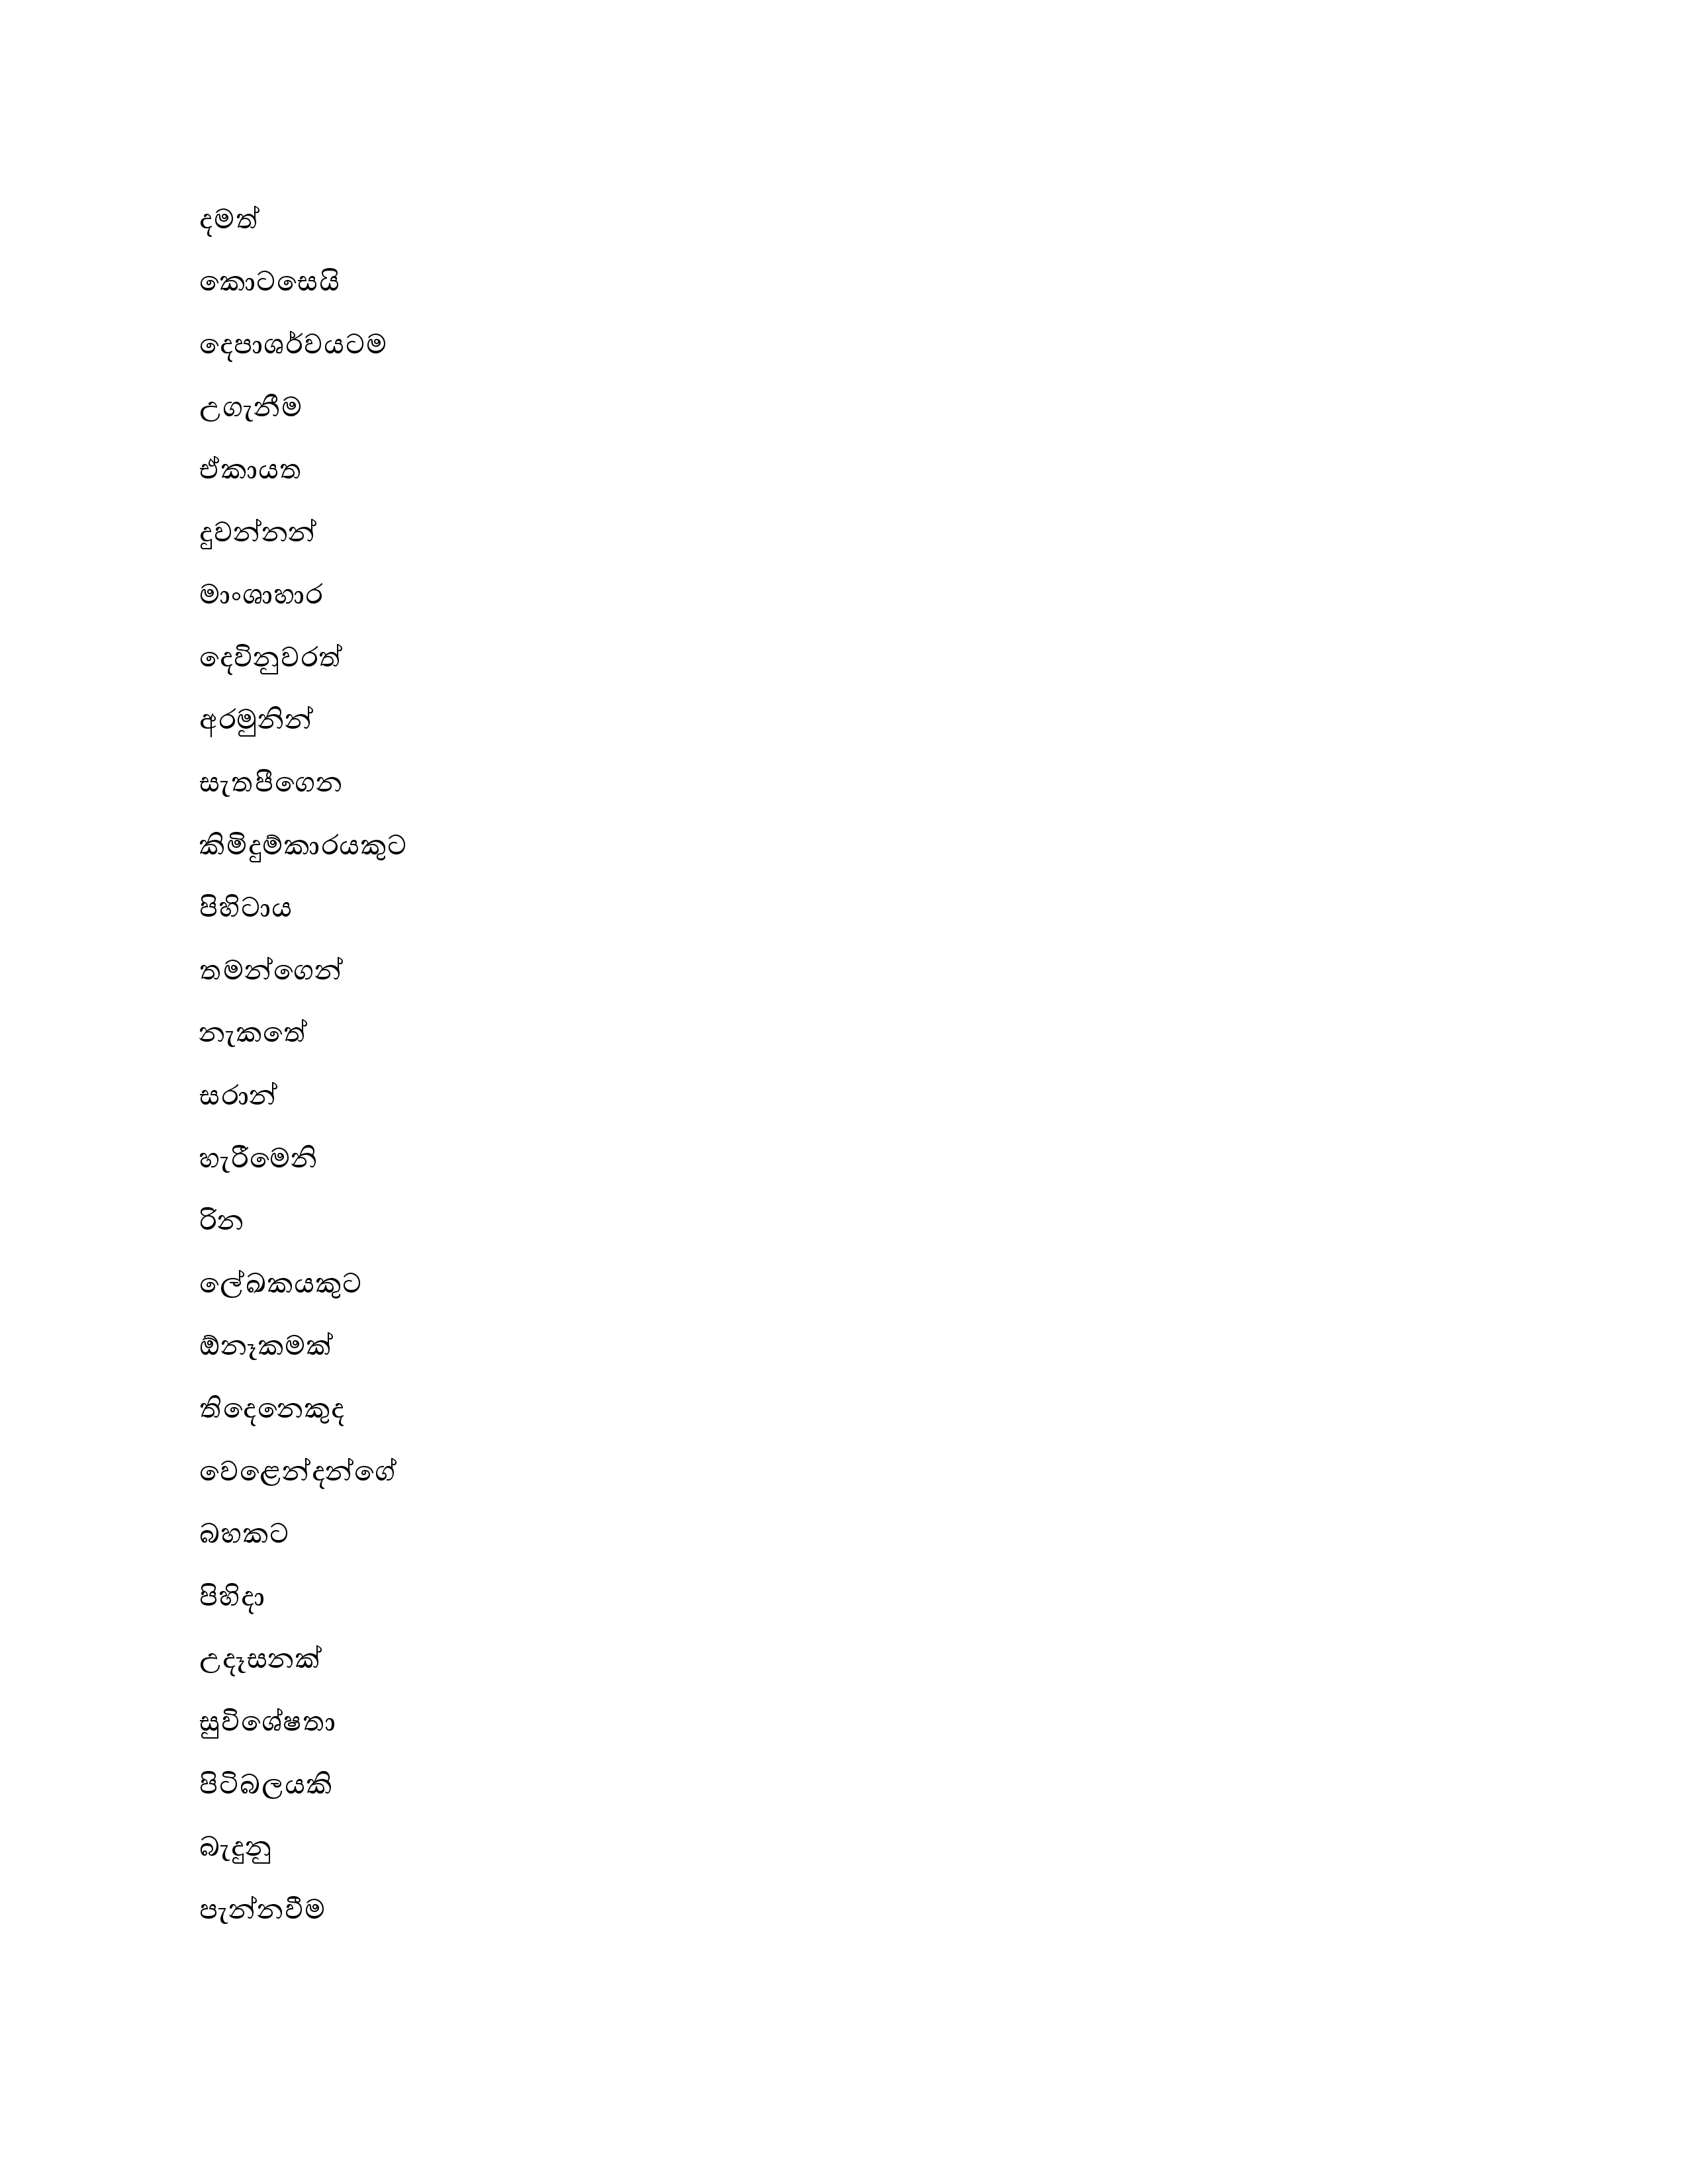 දමත්
කොටසෙයි
දෙපාශර්වයටම
උගැනීම
ඒකායත
දුවන්නන්
මාංශාහාර
දෙවිනුවරත්
අරමුනින්
සැතපීගෙන
කිමිදුම්කාරයකුට
පිහිටාය
තමන්ගෙන්
නැකතේ
සරාන්
හැරීමෙනි
රින
ලේඛකයකුට
ඕනෑකමක්
තිදෙනෙකුද
වෙළෙන්දන්ගේ
බහකට
පිහිදා
උදෑසනක්
සුවිශේෂතා
පිටිබලයකි
බැදුනු
පැන්නවීම